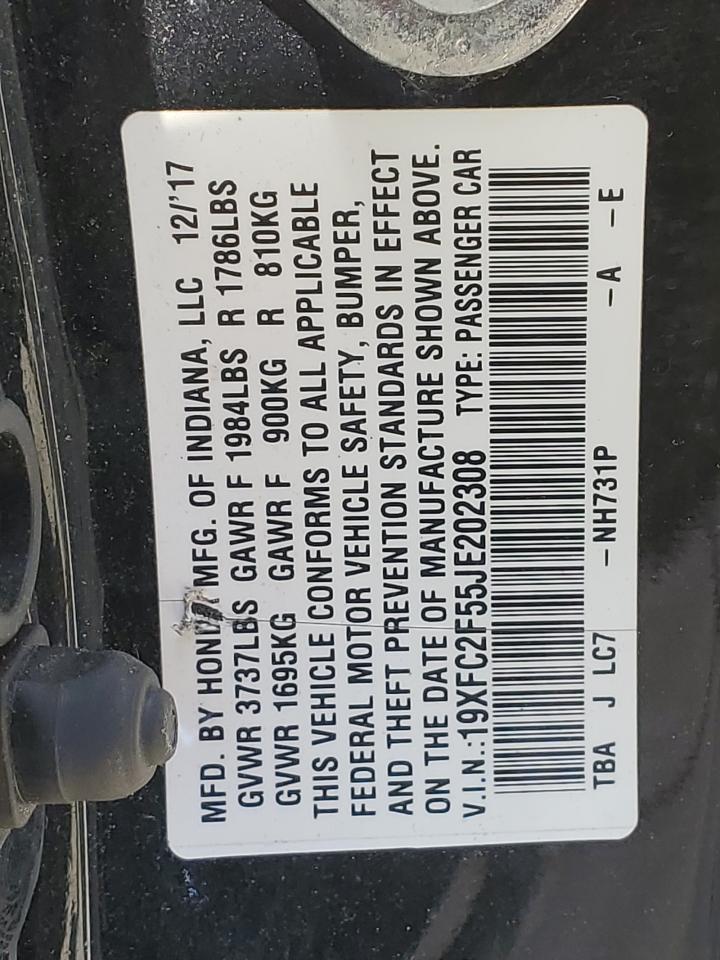 MFD. BY HONDA MFG. OF INDIANA, LLC 12/'17
GVWR 3737LBS GAWR F 1984LBS R 1786LBS
GVWR 1695KG GAWR F 900KG R 810KG
THIS VEHICLE CONFORMS TO ALL APPLICABLE
FEDERAL MOTOR VEHICLE SAFETY, BUMPER,
AND THEFT PREVENTION STANDARDS IN EFFECT
ON THE DATE OF MANUFACTURE SHOWN ABOVE.
V.I.N.:19XFC2F55JE202308 TYPE: PASSENGER CAR
TBA J LC7 –NH731P –A –E